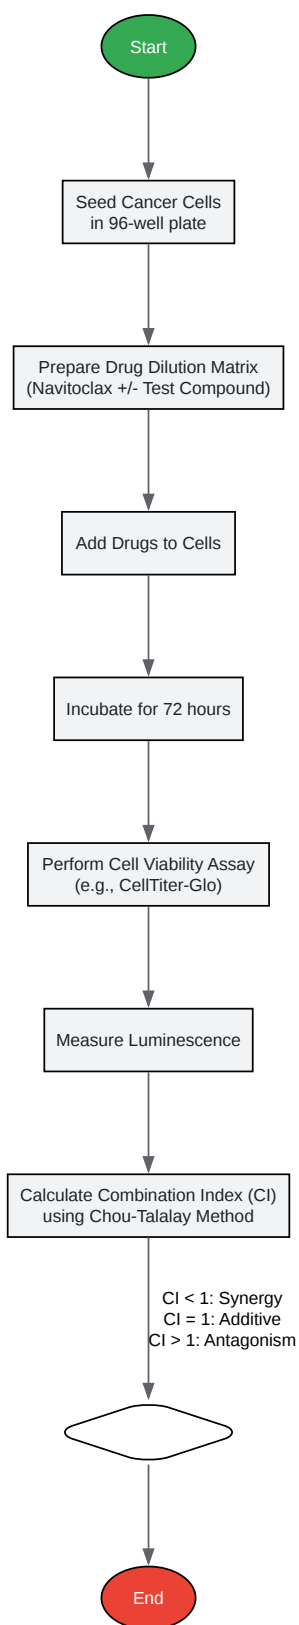 Start
Seed Cancer Cells
in 96-well plate
Prepare Drug Dilution Matrix
(Navitoclax +/- Test Compound)
Add Drugs to Cells
Incubate for 72 hours
Perform Cell Viability Assay
(e.g., CellTiter-Glo)
Measure Luminescence
Calculate Combination Index (CI)
using Chou-Talalay Method
CI < 1: Synergy
CI = 1: Additive
CI > 1: Antagonism
End